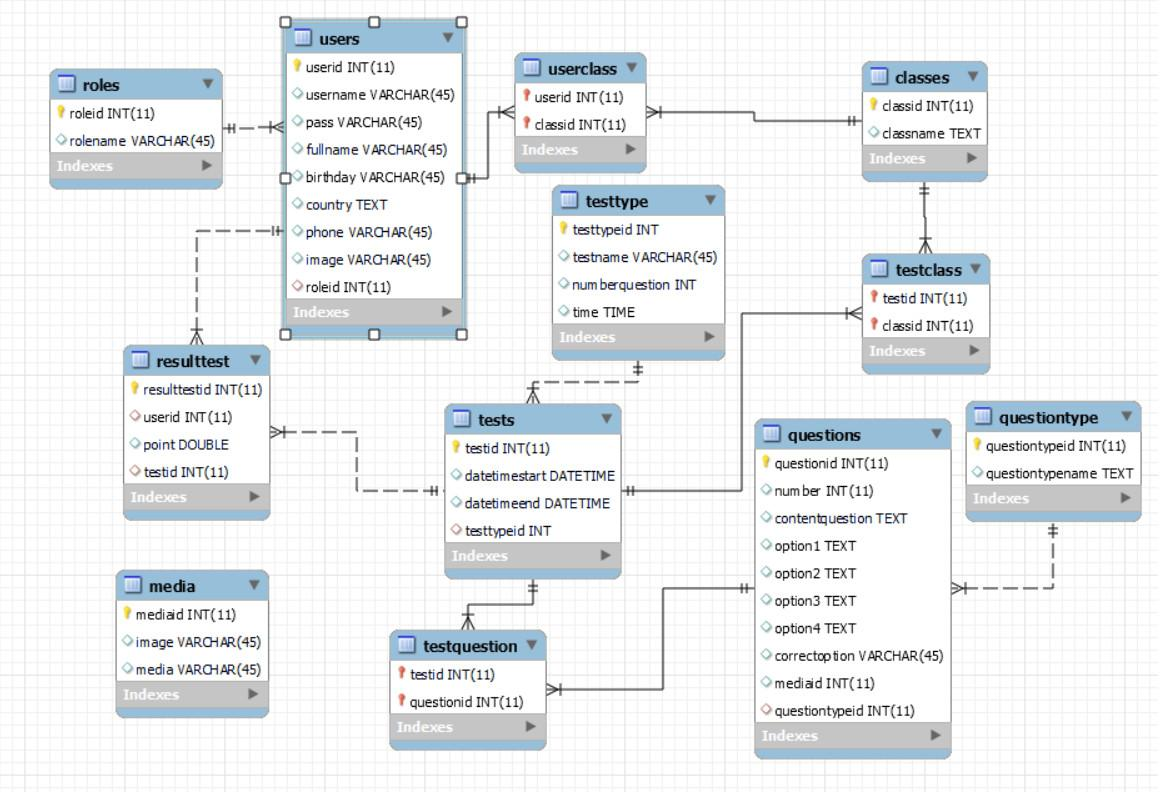 roles
roleid INT(11)
rolename VARCHAR(45)
Indexes
users
userid INT(11)
username VARCHAR(45)
pass VARCHAR(45)
fullname VARCHAR(45)
birthday VARCHAR(45)
country TEXT
phone VARCHAR(45)
image VARCHAR(45)
roleid INT(11)
Indexes
userclass
userid INT(11)
classid INT(11)
Indexes
classes
classid INT(11)
classname TEXT
Indexes
testtype
testtypeid INT
testname VARCHAR(45)
numberquestion INT
time TIME
Indexes
testclass
testid INT(11)
classid INT(11)
Indexes
resulttest
resulttestid INT(11)
userid INT(11)
point DOUBLE
testid INT(11)
Indexes
tests
testid INT(11)
datetimestart DATETIME
datetimeend DATETIME
testtypeid INT
Indexes
questions
questionid INT(11)
number INT(11)
contentquestion TEXT
option1 TEXT
option2 TEXT
option3 TEXT
option4 TEXT
correctoption VARCHAR(45)
mediaid INT(11)
questiontypeid INT(11)
Indexes
questiontype
questiontypeid INT(11)
questiontypename TEXT
Indexes
media
mediaid INT(11)
image VARCHAR(45)
media VARCHAR(45)
Indexes
testquestion
testid INT(11)
questionid INT(11)
Indexes